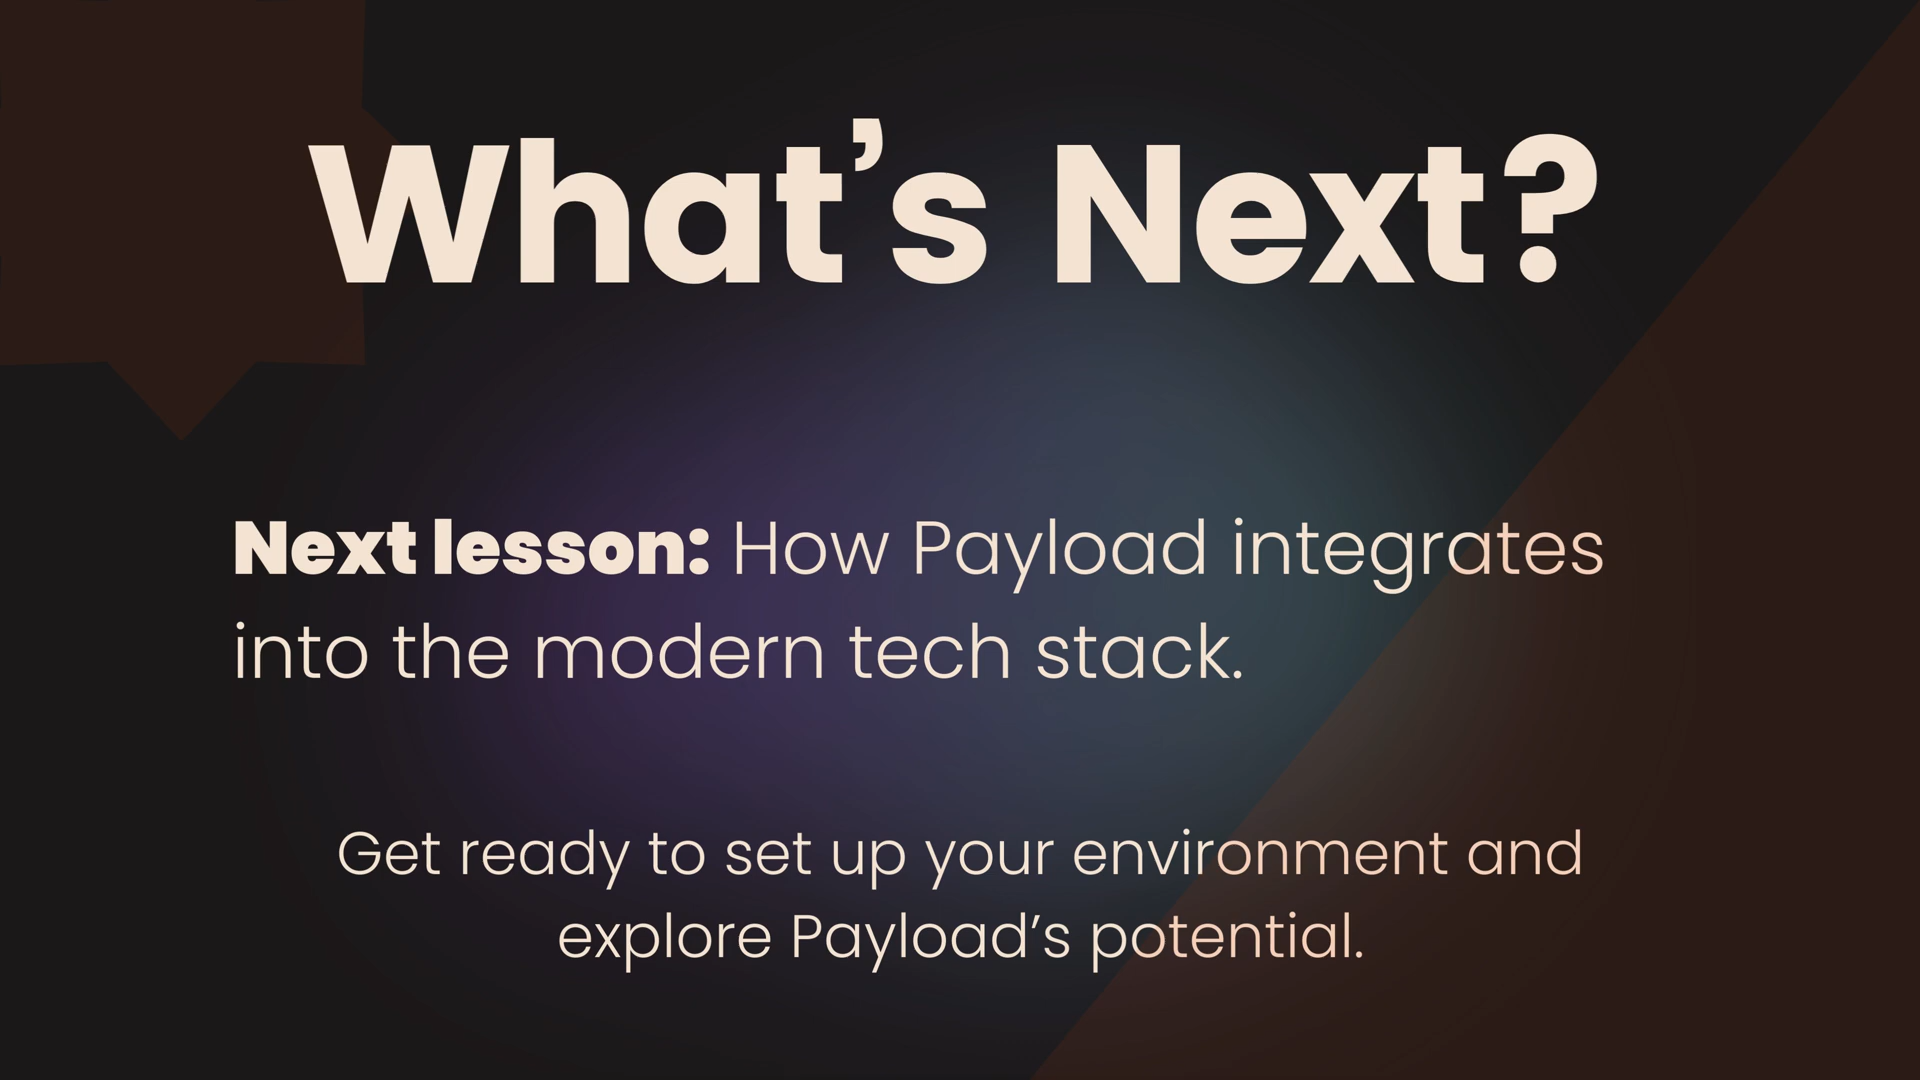 What’s Next?
Next lesson: How Payload integrates
into the modern tech stack.
Get ready to set up your environment and
explore Payload’s potential.